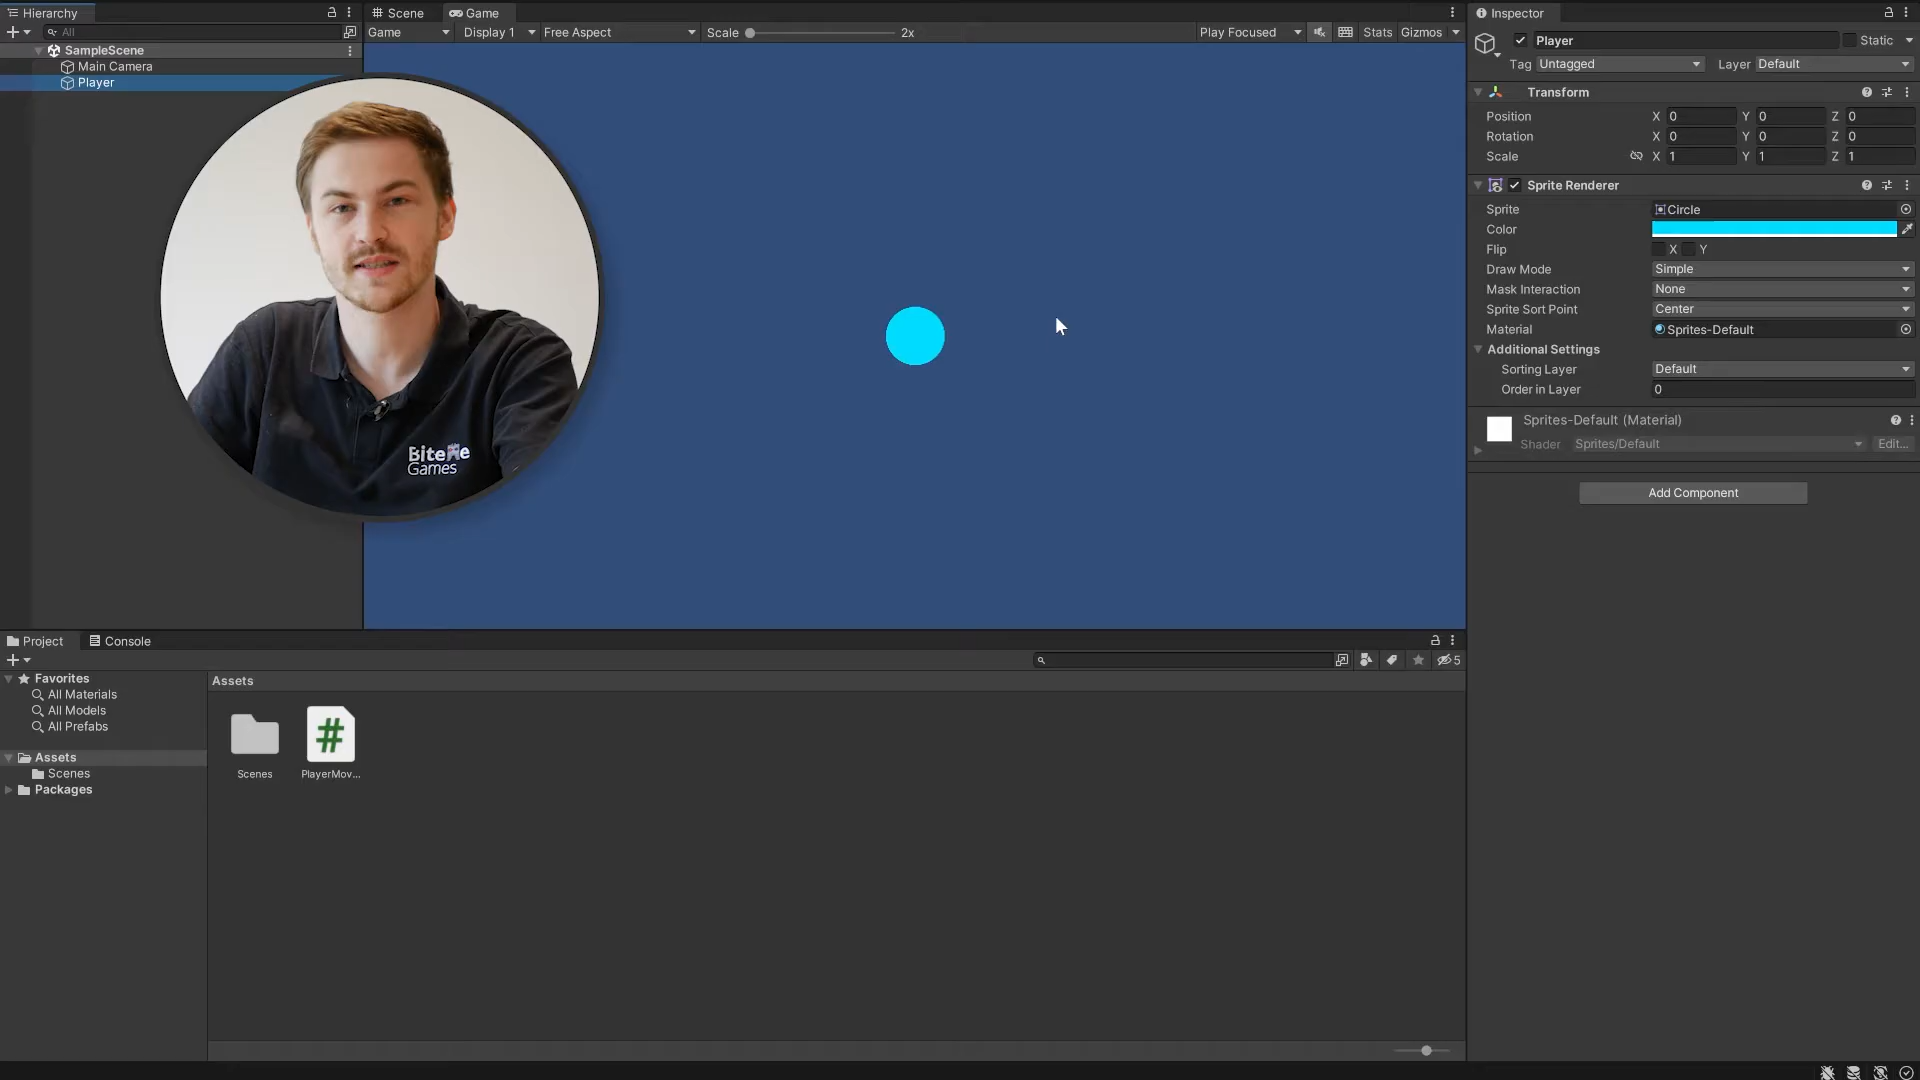 Hierarchy
All
SampleScene
Main Camera
Player
Scene
Game
Game
Display 1
Free Aspect
Scale
2x
Play Focused
Stats
Gizmos
BiteMe
Games
Inspector
Player
Static
Tag Untagged
Layer Default
Transform
Position X 0 Y 0 Z 0
Rotation X 0 Y 0 Z 0
Scale X 1 Y 1 Z 1
Sprite Renderer
Sprite Circle
Color
Flip X Y
Draw Mode Simple
Mask Interaction None
Sprite Sort Point Center
Material Sprites-Default
Additional Settings
Sorting Layer Default
Order in Layer 0
Sprites-Default (Material)
Shader Sprites/Default Edit...
Add Component
Project
Console
5
Favorites
All Materials
All Models
All Prefabs
Assets
Scenes
Packages
Assets
#
Scenes
PlayerMov...